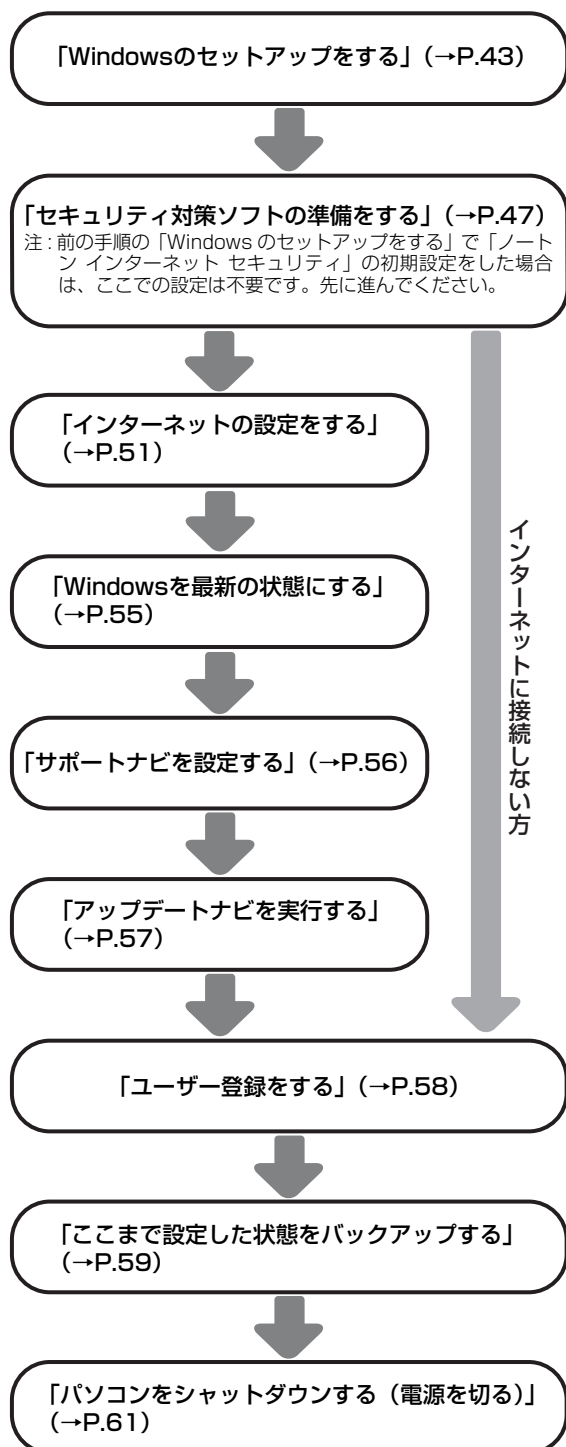 「Windowsのセットアップをする」（→P.43）
「セキュリティ対策ソフトの準備をする」（→P.47）
注：前の手順の「Windows のセットアップをする」で「ノート
ン インターネット セキュリティ」の初期設定をした場合
は、ここでの設定は不要です。先に進んでください。
「インターネットの設定をする」
（→P.51）
「Windowsを最新の状態にする」
（→P.55）
「サポートナビを設定する」（→P.56）
「アップデートナビを実行する」
（→P.57）
インターネットに接続しない方
「ユーザー登録をする」（→P.58）
「ここまで設定した状態をバックアップする」
（→P.59）
「パソコンをシャットダウンする（電源を切る）」
（→P.61）